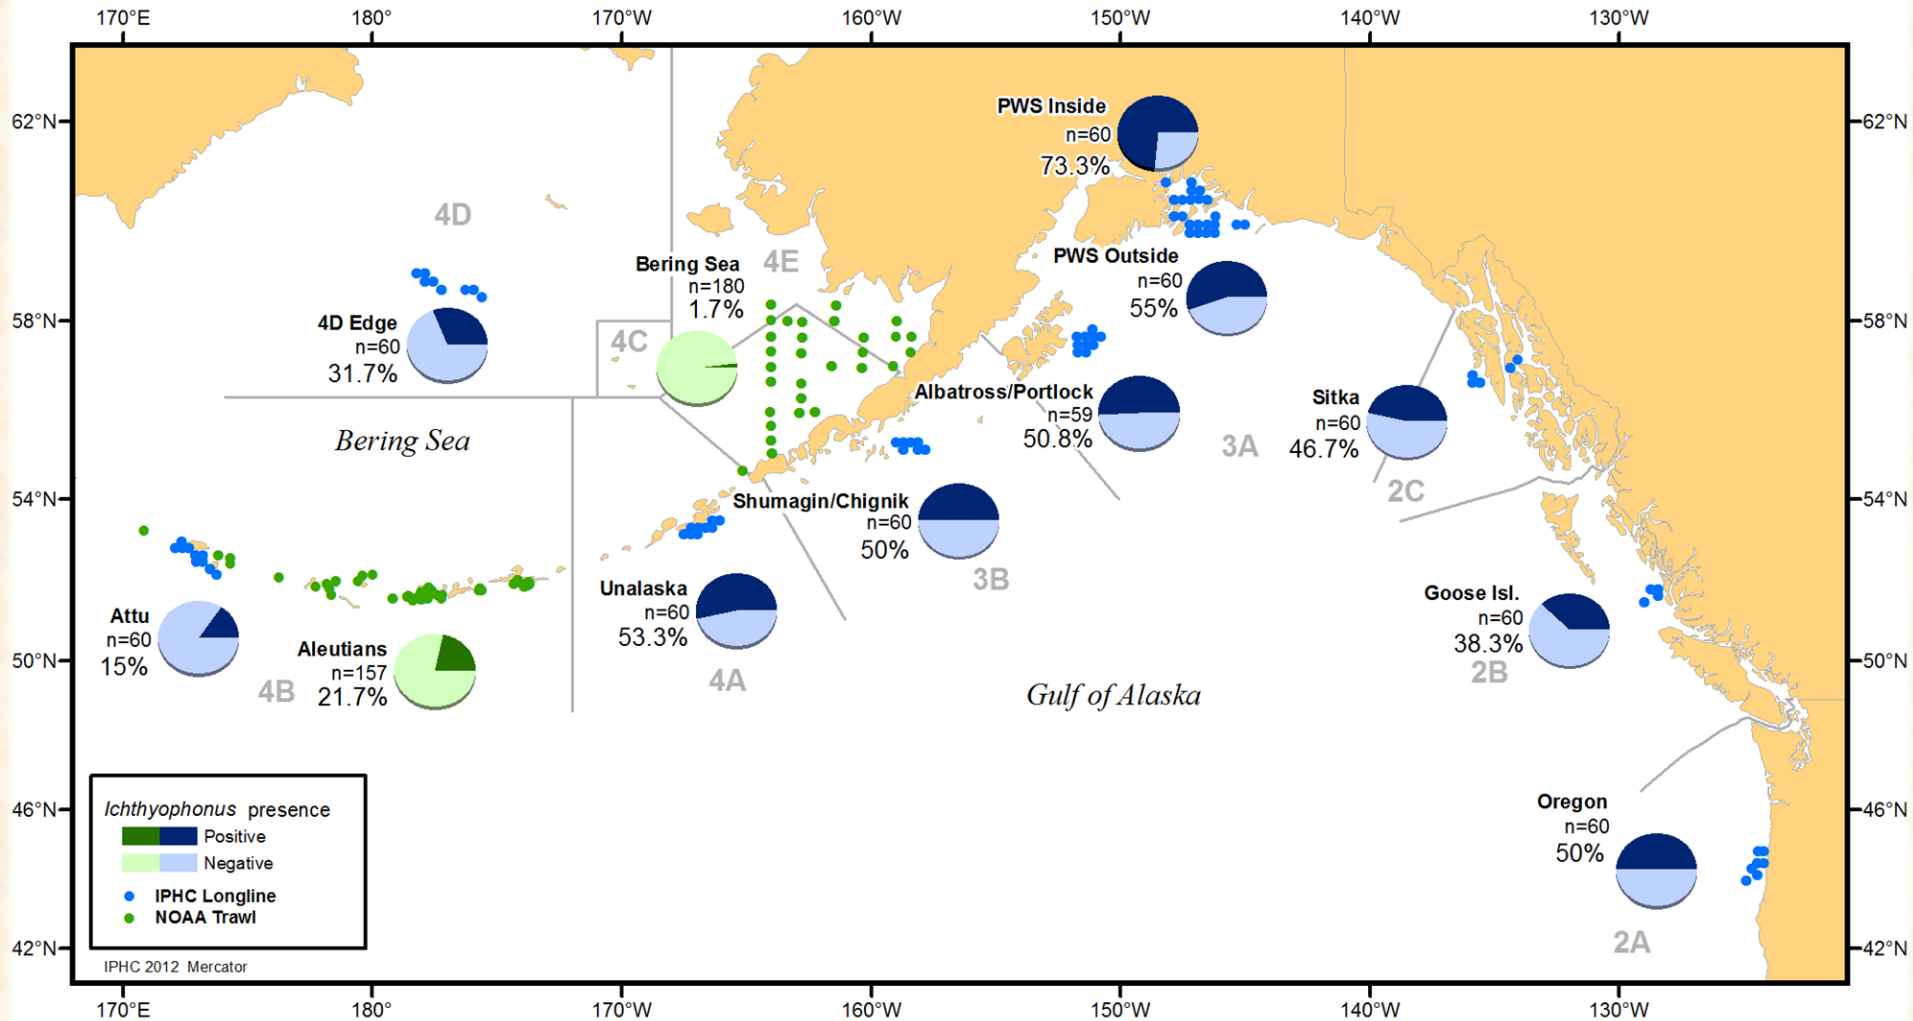 170°E 180° 170°W 160°W 150°W 140°W 130°W
62°N 62°N
58°N 58°N
54°N 54°N
50°N 50°N
46°N 46°N
42°N 42°N
PWS Inside
n=60
73.3%
4D
4E
Bering Sea
n=180
1.7%
PWS Outside
n=60
55%
4D Edge
n=60
31.7%
4C
Albatross/Portlock
n=59
50.8%
3A
Sitka
n=60
46.7%
2C
Bering Sea
Shumagin/Chignik
n=60
50%
3B
Unalaska
n=60
53.3%
4A
Goose Isl.
n=60
38.3%
2B
Attu
n=60
15%
4B
Aleutians
n=157
21.7%
Gulf of Alaska
Oregon
n=60
50%
2A
Ichthyophonus presence
Positive
Negative
IPHC Longline
NOAA Trawl
IPHC 2012 Mercator
170°E 180° 170°W 160°W 150°W 140°W 130°W